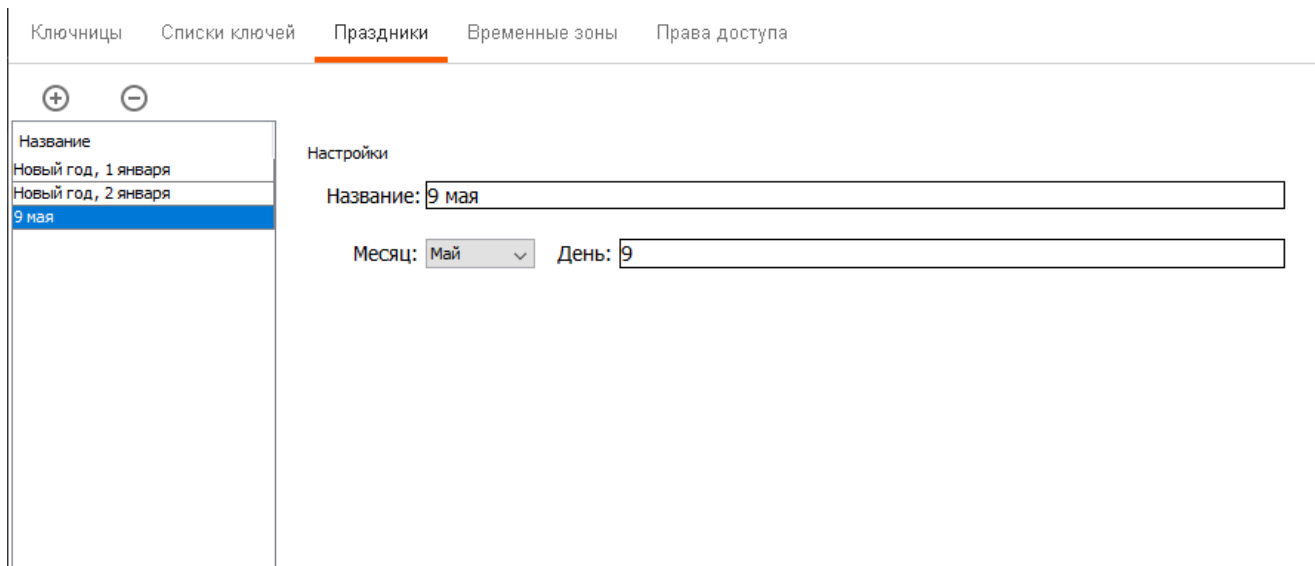 Ключницы Списки ключей Праздники Временные зоны Права доступа
Название
Новый год, 1 января
Новый год, 2 января
9 мая
Настройки
Название: 9 мая
Месяц: Май День: 9